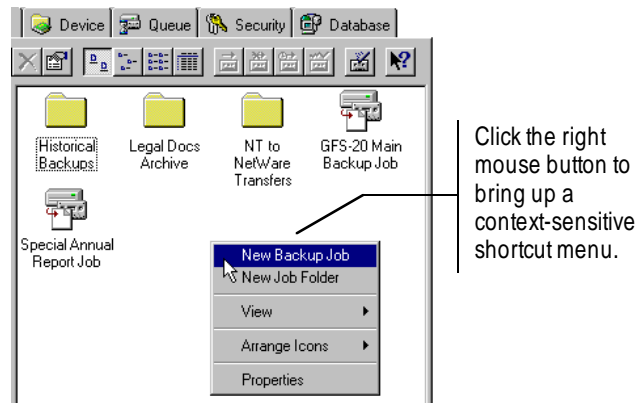 Device Queue Security Database
Historical Backups
Legal Docs Archive
NT to NetWare Transfers
GFS-20 Main Backup Job
Special Annual Report Job
New Backup Job
New Job Folder
View
Arrange Icons
Properties
Click the right
mouse button to
bring up a
context-sensitive
shortcut menu.